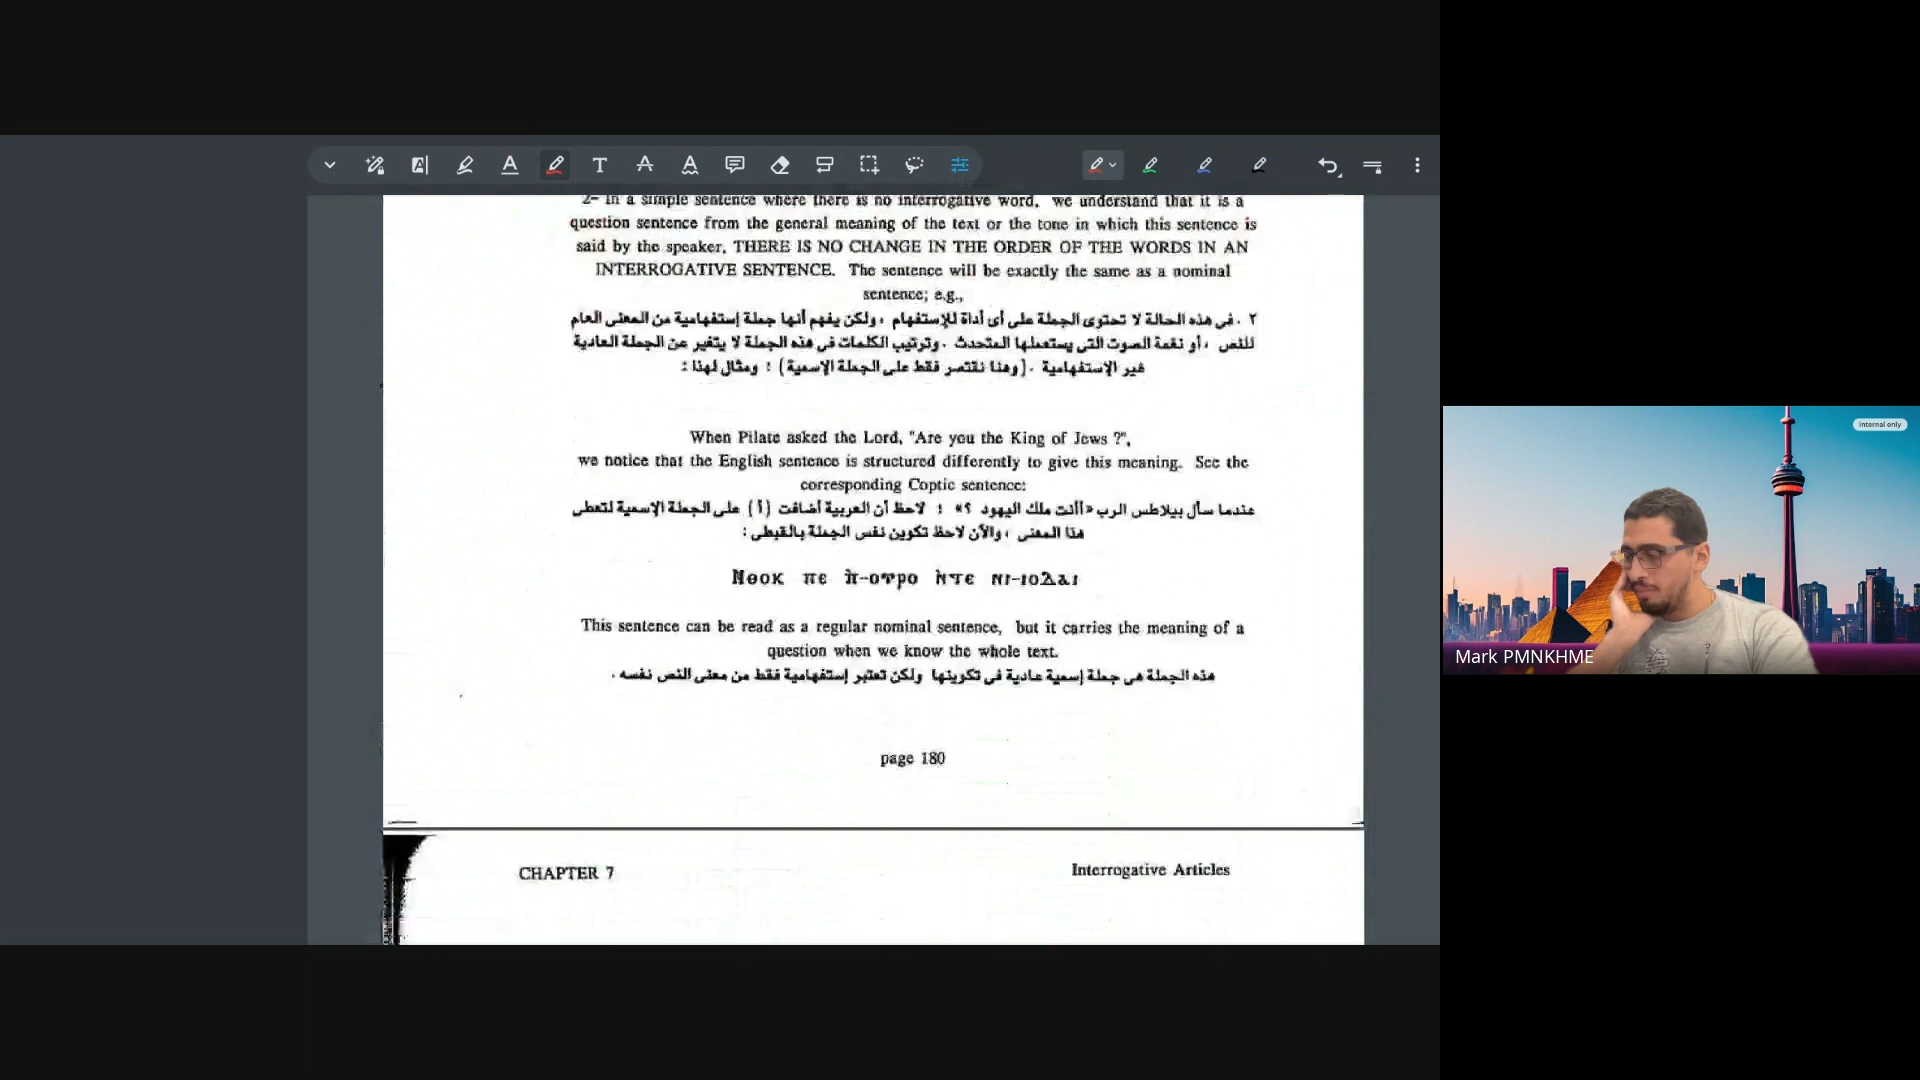 2- In a simple sentence where there is no interrogative word, we understand that it is a
question sentence from the general meaning of the text or the tone in which this sentence is
said by the speaker, THERE IS NO CHANGE IN THE ORDER OF THE WORDS IN AN
INTERROGATIVE SENTENCE. The sentence will be exactly the same as a nominal
sentence; e.g.,
٢ . فى هذه الحالة لا تحتوى الجملة على أى أداة للإستفهام ، ولكن يفهم أنها جملة إستفهامية من المعنى العام
للنص ، أو نغمة الصوت التى يستعملها المتحدث . وترتيب الكلمات فى هذه الجملة لا يتغير عن الجملة العادية
غير الإستفهامية . (وهنا نقتصر فقط على الجملة الإسمية) ؛ ومثال لهذا :
When Pilate asked the Lord, "Are you the King of Jews ?",
we notice that the English sentence is structured differently to give this meaning. See the
corresponding Coptic sentence:
عندما سأل بيلاطس الرب «أأنت ملك اليهود ؟» ؛ لاحظ أن العربية أضافت (أ) على الجملة الإسمية لتعطى
هذا المعنى ، والآن لاحظ تكوين نفس الجملة بالقبطى :
Ⲛⲑⲟⲕ ⲡⲉ ⲡ̀-ⲟⲩⲣⲟ ⲛ̀ⲧⲉ ⲛⲓ-ⲓⲟⲩⲇⲁⲓ
This sentence can be read as a regular nominal sentence, but it carries the meaning of a
question when we know the whole text.
هذه الجملة هى جملة إسمية عادية فى تكوينها ولكن تعتبر إستفهامية فقط من معنى النص نفسه .
page 180
CHAPTER 7 Interrogative Articles
Internal only
Mark PMNKHME